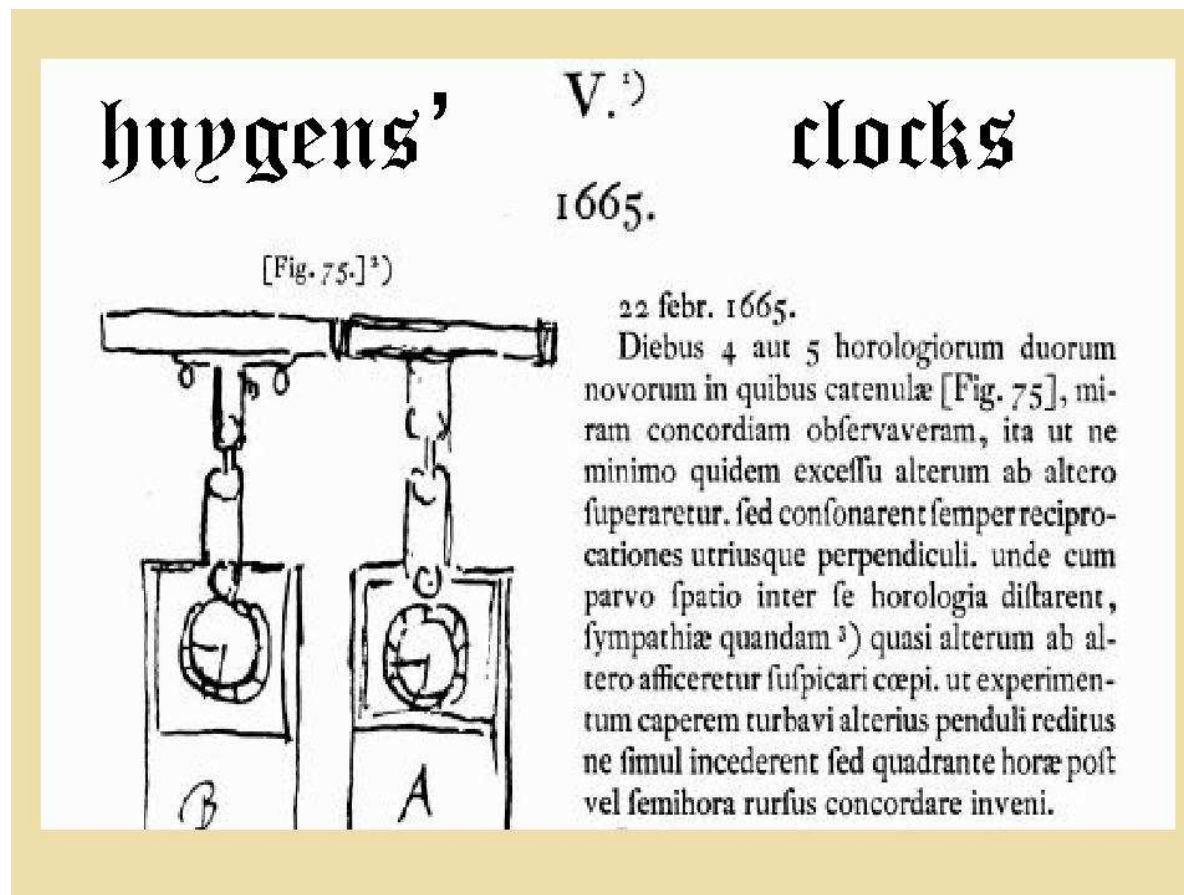 huygens’ clocks
V.¹)
1665.
[Fig. 75.]²)
22 febr. 1665.
Diebus 4 aut 5 horologiorum duorum
novorum in quibus catenulæ [Fig. 75], mi-
ram concordiam obſervaveram, ita ut ne
minimo quidem exceſſu alterum ab altero
ſuperaretur. ſed conſonarent ſemper recipro-
cationes utriusque perpendiculi. unde cum
parvo ſpatio inter ſe horologia diſtarent,
ſympathiæ quandam ³) quasi alterum ab al-
tero afficeretur ſuſpicari cœpi. ut experimen-
tum caperem turbavi alterius penduli reditus
ne ſimul incederent ſed quadrante horæ poſt
vel ſemihora rurſus concordare inveni.
B
A